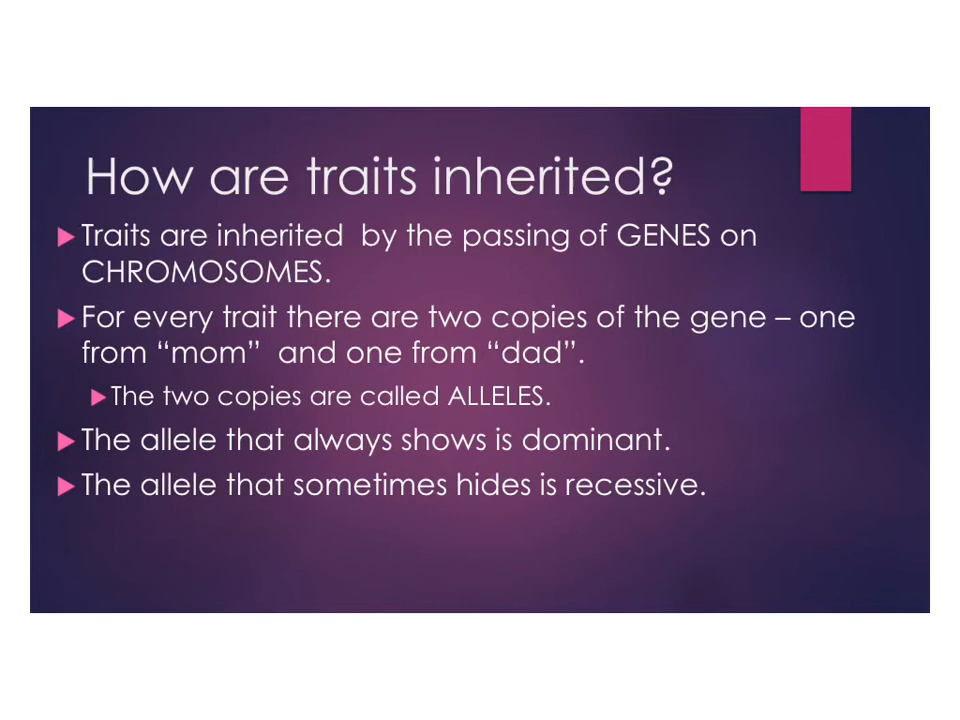 How are traits inherited?
Traits are inherited by the passing of GENES on
CHROMOSOMES.
For every trait there are two copies of the gene – one
from “mom” and one from “dad”.
The two copies are called ALLELES.
The allele that always shows is dominant.
The allele that sometimes hides is recessive.